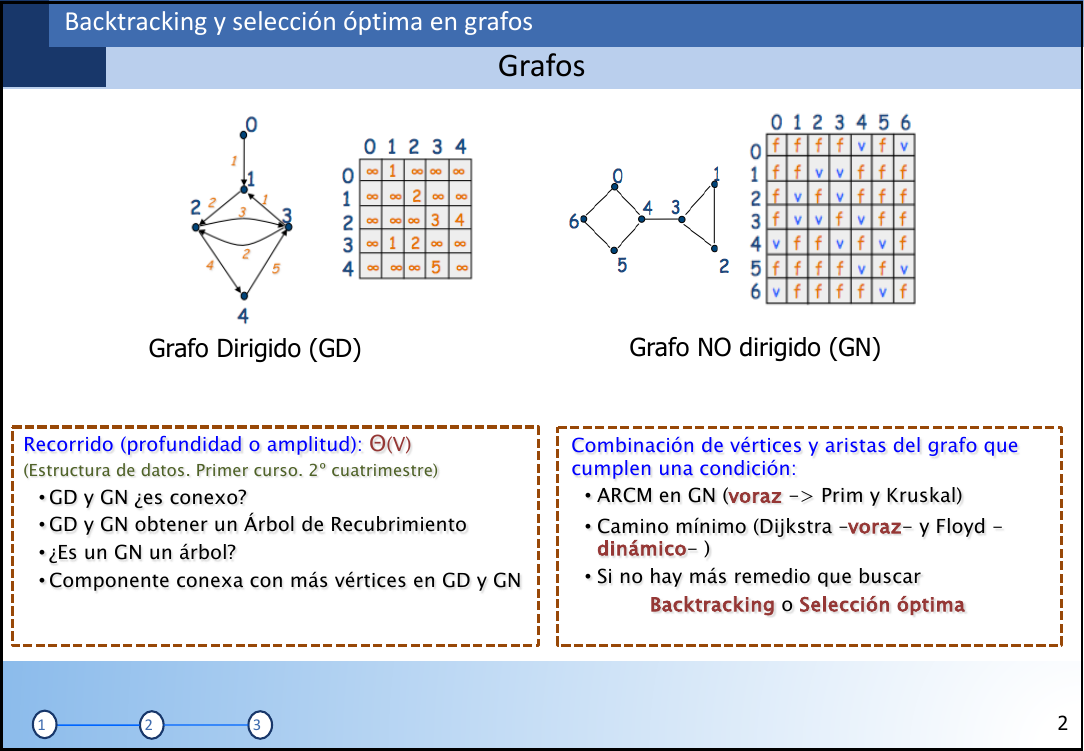 Backtracking y selección óptima en grafos
Grafos
0
1
1
2 1
2 3 3
2
4 5
4
0 1 2 3 4
0 ∞ 1 ∞ ∞ ∞
1 ∞ ∞ 2 ∞ ∞
2 ∞ ∞ ∞ 3 4
3 ∞ 1 2 ∞ ∞
4 ∞ ∞ ∞ 5 ∞
Grafo Dirigido (GD)
0 1
4 3
6
5 2
0 1 2 3 4 5 6
0 f f f f v f v
1 f f v v f f f
2 f v f v f f f
3 f v v f v f f
4 v f f v f v f
5 f f f f v f v
6 v f f f f v f
Grafo NO dirigido (GN)
Recorrido (profundidad o amplitud): Θ(V)
(Estructura de datos. Primer curso. 2º cuatrimestre)
•GD y GN ¿es conexo?
•GD y GN obtener un Árbol de Recubrimiento
•¿Es un GN un árbol?
•Componente conexa con más vértices en GD y GN
Combinación de vértices y aristas del grafo que
cumplen una condición:
•ARCM en GN (voraz -> Prim y Kruskal)
•Camino mínimo (Dijkstra -voraz- y Floyd -
dinámico- )
•Si no hay más remedio que buscar
Backtracking o Selección óptima
1 2 3
2